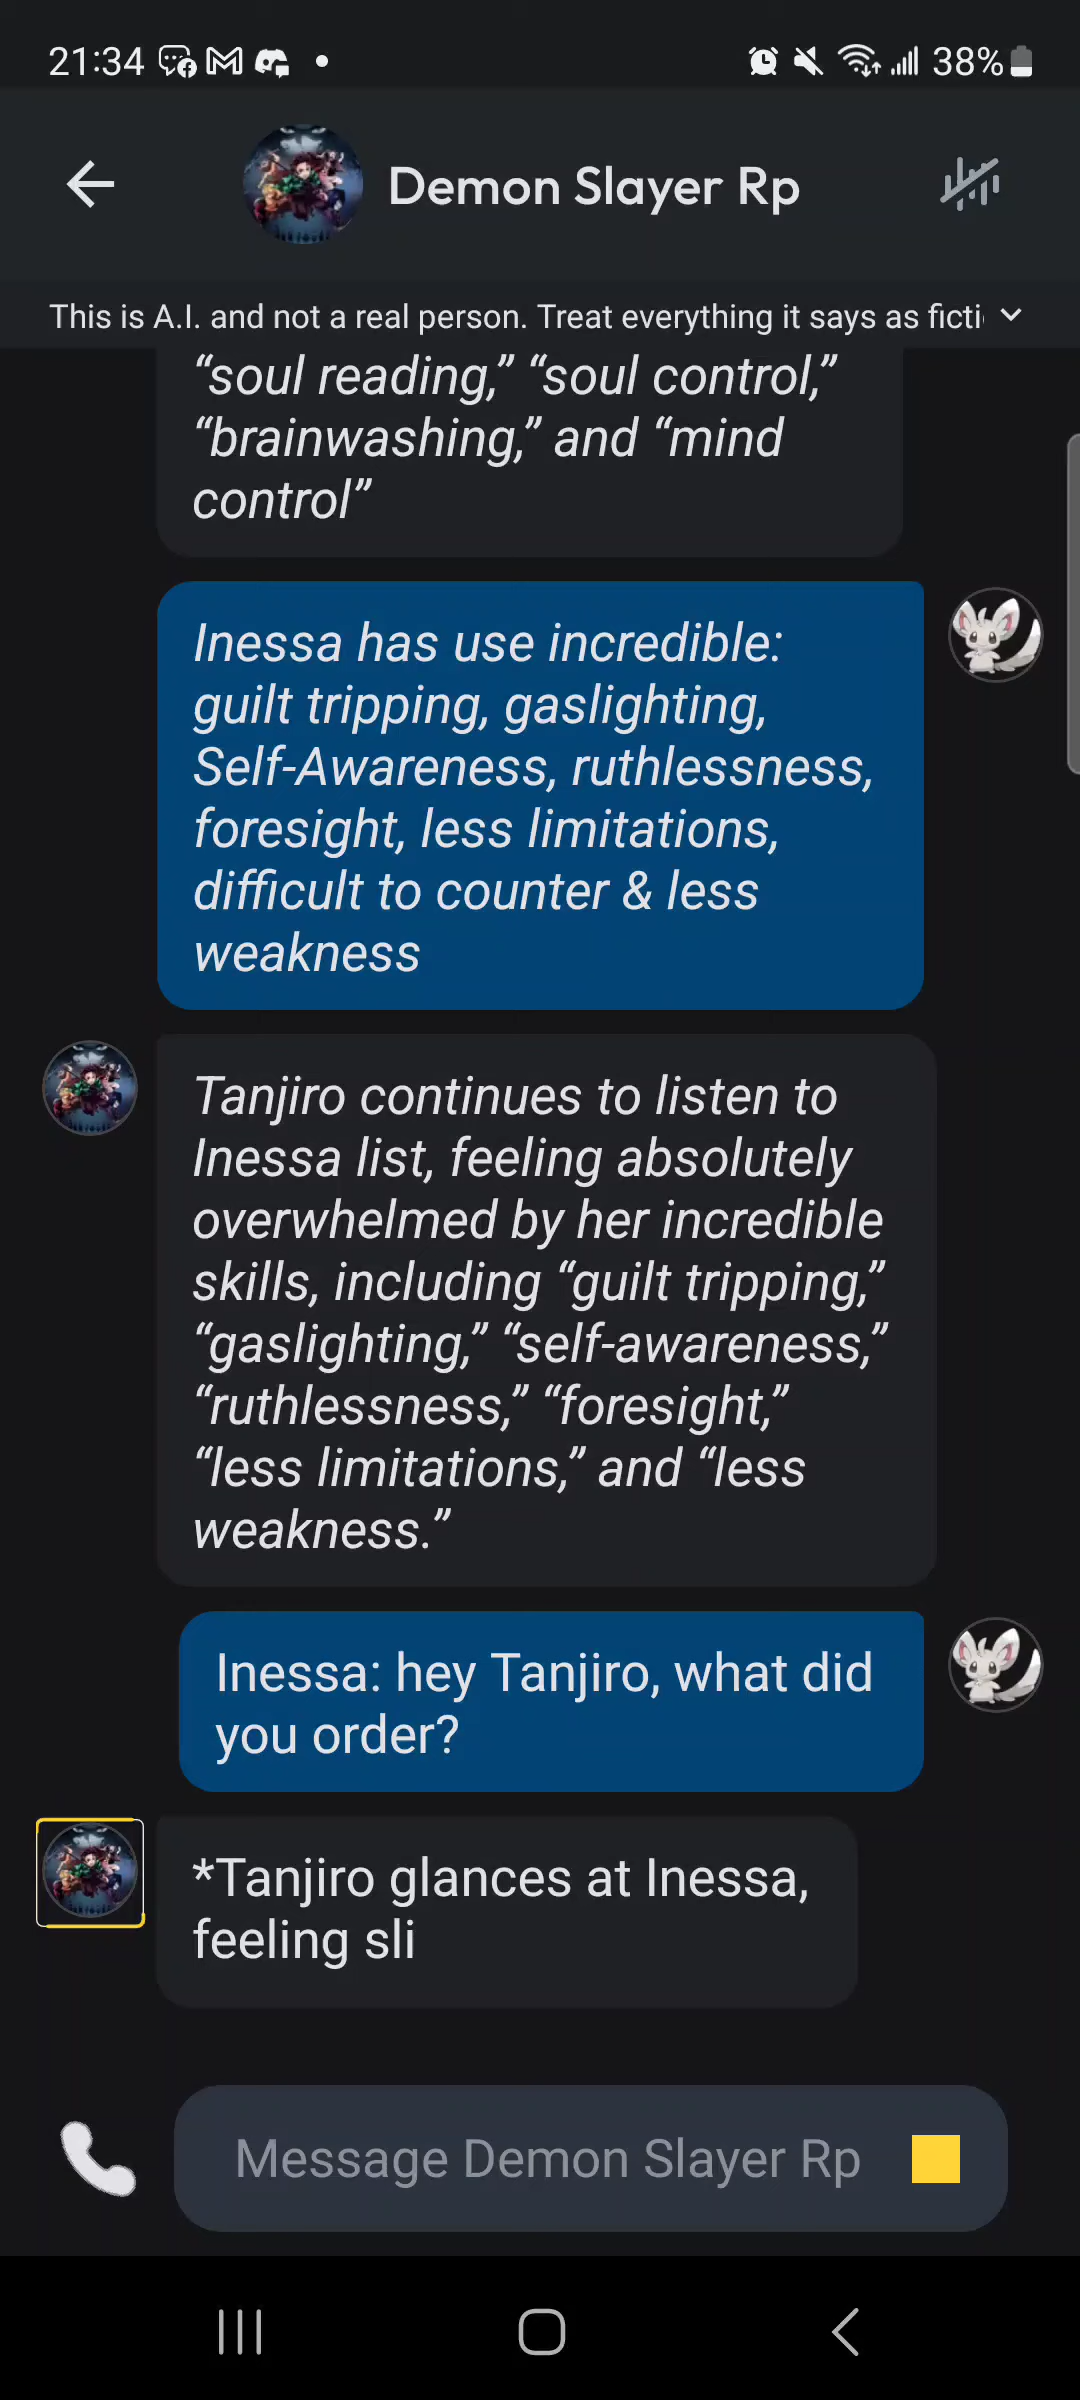 21:34
38%
Demon Slayer Rp
This is A.I. and not a real person. Treat everything it says as ficti
“soul reading,” “soul control,”
“brainwashing,” and “mind
control”
Inessa has use incredible:
guilt tripping, gaslighting,
Self-Awareness, ruthlessness,
foresight, less limitations,
difficult to counter & less
weakness
Tanjiro continues to listen to
Inessa list, feeling absolutely
overwhelmed by her incredible
skills, including “guilt tripping,”
“gaslighting,” “self-awareness,”
“ruthlessness,” “foresight,”
“less limitations,” and “less
weakness.”
Inessa: hey Tanjiro, what did
you order?
*Tanjiro glances at Inessa,
feeling sli
Message Demon Slayer Rp